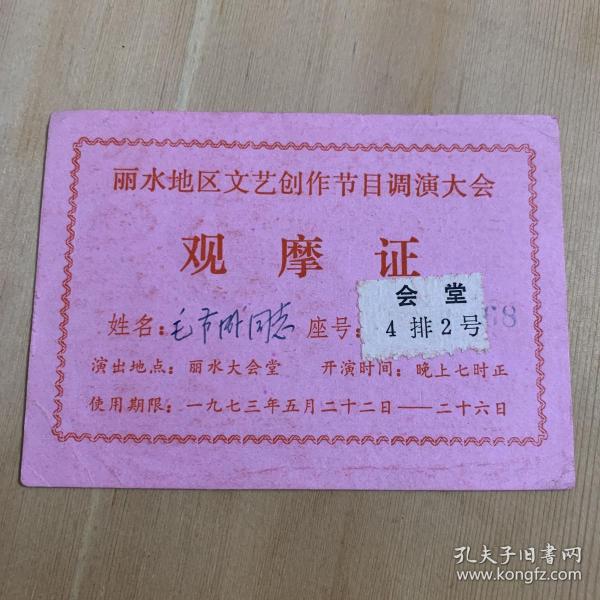 丽水地区文艺创作节目调演大会
观摩证
姓名：毛 同志 座号：
会堂
4排2号
68
演出地点：丽水大会堂 开演时间：晚上七时正
使用期限：一九七三年五月二十二日——二十六日
孔夫子旧书网
www.kongfz.com